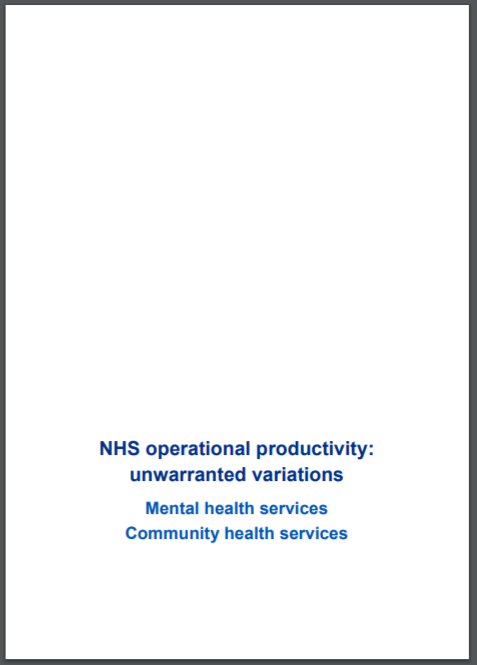 NHS operational productivity:
unwarranted variations
Mental health services
Community health services